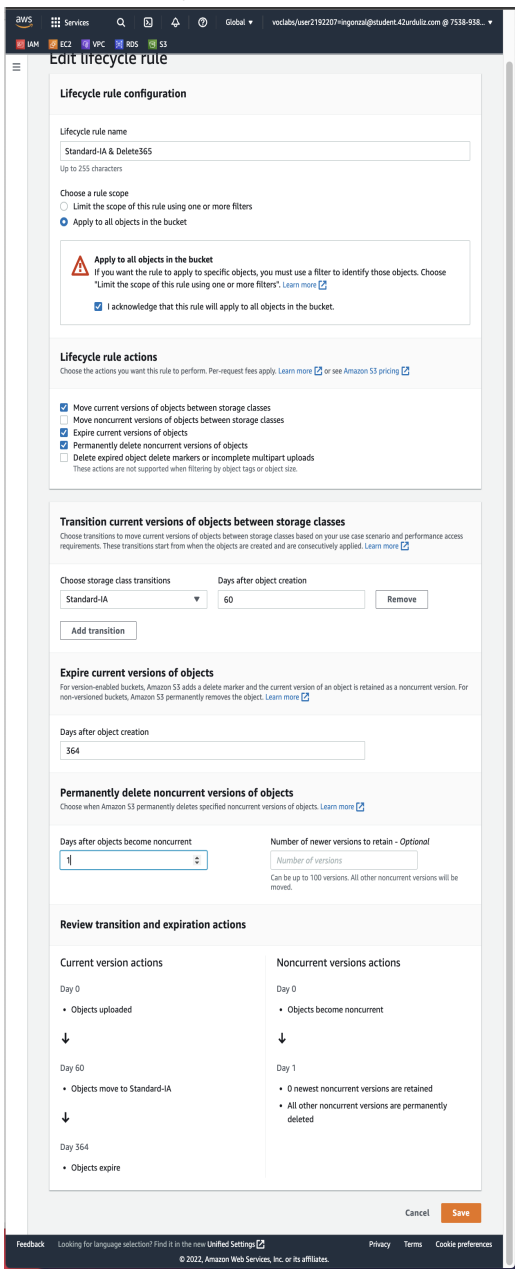 aws
Services
Global ▼
voclabs/user2192207=ingonzal@student.42urduliz.com @ 7538-938... ▼
IAM
EC2
VPC
RDS
S3
Edit lifecycle rule
Lifecycle rule configuration
Lifecycle rule name
Standard-IA & Delete365
Up to 255 characters
Choose a rule scope
Limit the scope of this rule using one or more filters
Apply to all objects in the bucket
Apply to all objects in the bucket
If you want the rule to apply to specific objects, you must use a filter to identify those objects. Choose
"Limit the scope of this rule using one or more filters". Learn more
I acknowledge that this rule will apply to all objects in the bucket.
Lifecycle rule actions
Choose the actions you want this rule to perform. Per-request fees apply. Learn more or see Amazon S3 pricing
Move current versions of objects between storage classes
Move noncurrent versions of objects between storage classes
Expire current versions of objects
Permanently delete noncurrent versions of objects
Delete expired object delete markers or incomplete multipart uploads
These actions are not supported when filtering by object tags or object size.
Transition current versions of objects between storage classes
Choose transitions to move current versions of objects between storage classes based on your use case scenario and performance access
requirements. These transitions start from when the objects are created and are consecutively applied. Learn more
Choose storage class transitions
Days after object creation
Standard-IA
60
Remove
Add transition
Expire current versions of objects
For version-enabled buckets, Amazon S3 adds a delete marker and the current version of an object is retained as a noncurrent version. For
non-versioned buckets, Amazon S3 permanently removes the object. Learn more
Days after object creation
364
Permanently delete noncurrent versions of objects
Choose when Amazon S3 permanently deletes specified noncurrent versions of objects. Learn more
Days after objects become noncurrent
Number of newer versions to retain - Optional
1
Number of versions
Can be up to 100 versions. All other noncurrent versions will be
moved.
Review transition and expiration actions
Current version actions
Day 0
• Objects uploaded
↓
Day 60
• Objects move to Standard-IA
↓
Day 364
• Objects expire
Noncurrent versions actions
Day 0
• Objects become noncurrent
↓
Day 1
• 0 newest noncurrent versions are retained
• All other noncurrent versions are permanently
deleted
Cancel
Save
Feedback
Looking for language selection? Find it in the new Unified Settings
Privacy
Terms
Cookie preferences
© 2022, Amazon Web Services, Inc. or its affiliates.